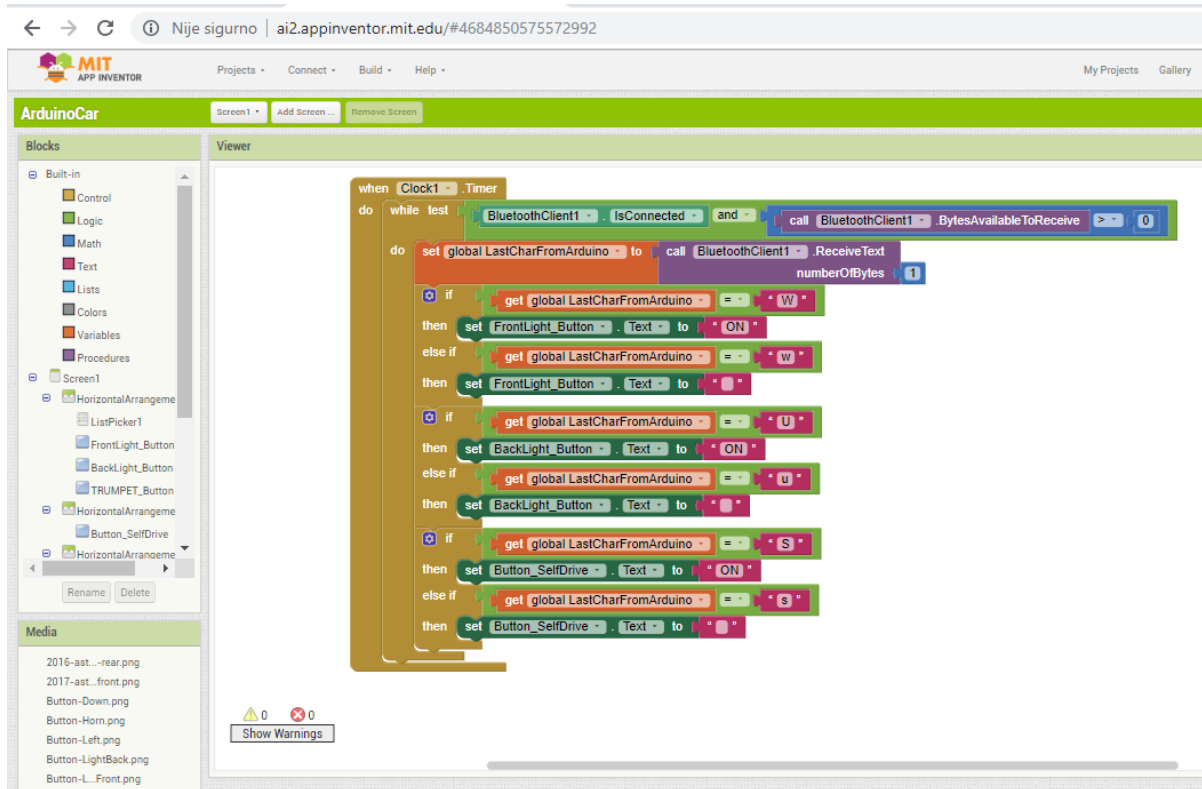 Nije sigurno | ai2.appinventor.mit.edu/#4684850575572992
MIT
APP INVENTOR
Projects Connect Build Help My Projects Gallery
ArduinoCar Screen1 Add Screen ... Remove Screen
Blocks
Built-in
Control
Logic
Math
Text
Lists
Colors
Variables
Procedures
Screen1
HorizontalArrangeme
ListPicker1
FrontLight_Button
BackLight_Button
TRUMPET_Button
HorizontalArrangeme
Button_SelfDrive
HorizontalArrangeme
Rename Delete
Media
2016-ast...-rear.png
2017-ast...front.png
Button-Down.png
Button-Horn.png
Button-Left.png
Button-LightBack.png
Button-L...Front.png
Viewer
when Clock1 .Timer
do while test BluetoothClient1 . IsConnected and call BluetoothClient1 .BytesAvailableToReceive > 0
do set global LastCharFromArduino to call BluetoothClient1 .ReceiveText
numberOfBytes 1
if get global LastCharFromArduino = " W "
then set FrontLight_Button . Text to " ON "
else if get global LastCharFromArduino = " w "
then set FrontLight_Button . Text to " "
if get global LastCharFromArduino = " U "
then set BackLight_Button . Text to " ON "
else if get global LastCharFromArduino = " u "
then set BackLight_Button . Text to " "
if get global LastCharFromArduino = " S "
then set Button_SelfDrive . Text to " ON "
else if get global LastCharFromArduino = " s "
then set Button_SelfDrive . Text to " "
0 0
Show Warnings